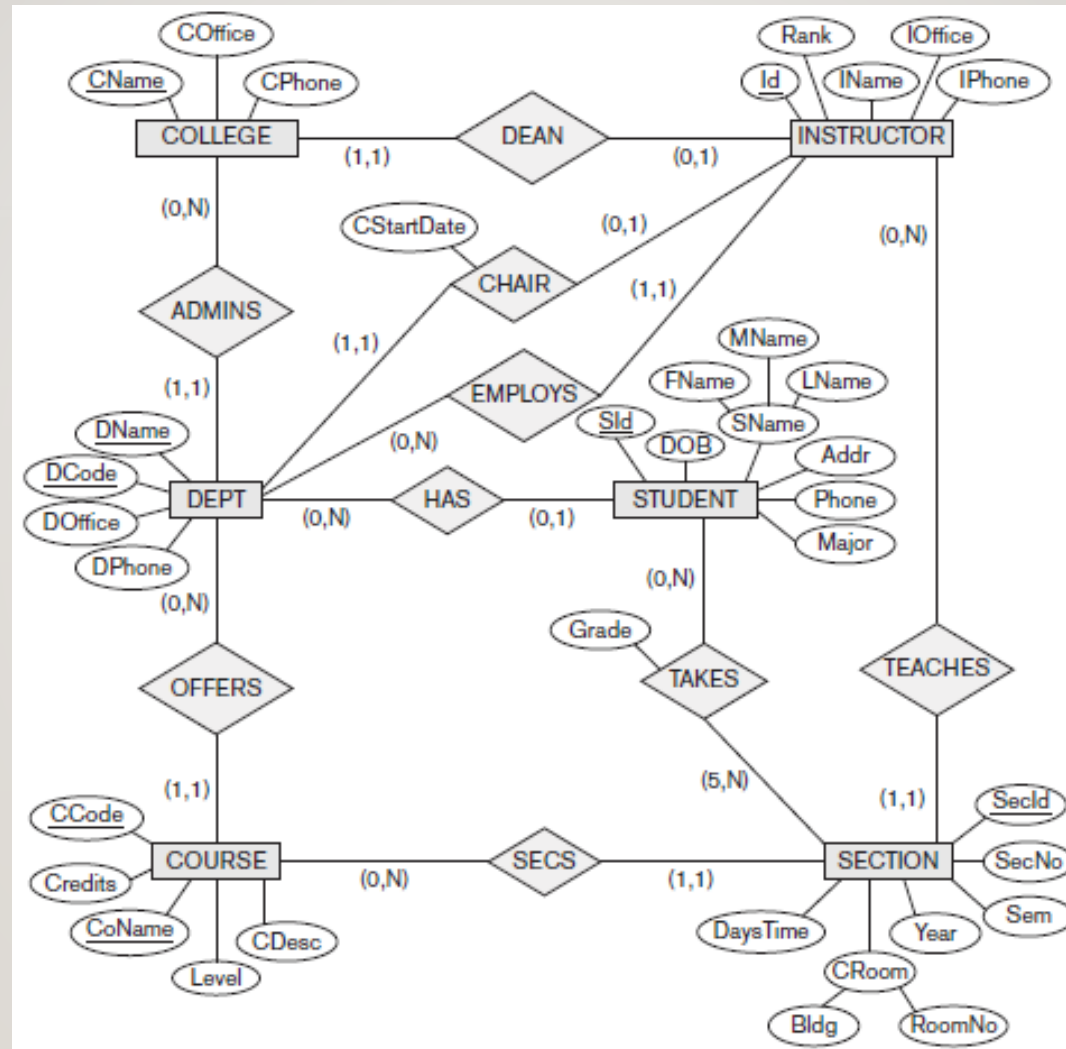 COffice
CName
CPhone
COLLEGE
(1,1)
DEAN
(0,1)
Rank
IOffice
Id
IName
IPhone
INSTRUCTOR
(0,N)
CStartDate
(0,1)
(0,N)
CHAIR
(1,1)
ADMINS
(1,1)
MName
FName
LName
(1,1)
EMPLOYS
SId
SName
DName
(0,N)
DOB
Addr
DCode
DEPT
HAS
STUDENT
Phone
DOffice
(0,N)
(0,1)
Major
DPhone
(0,N)
(0,N)
Grade
OFFERS
TAKES
TEACHES
(1,1)
(5,N)
(1,1)
CCode
SecId
COURSE
SECS
SECTION
SecNo
Credits
(0,N)
(1,1)
CoName
CDesc
DaysTime
Year
Sem
Level
CRoom
Bldg
RoomNo